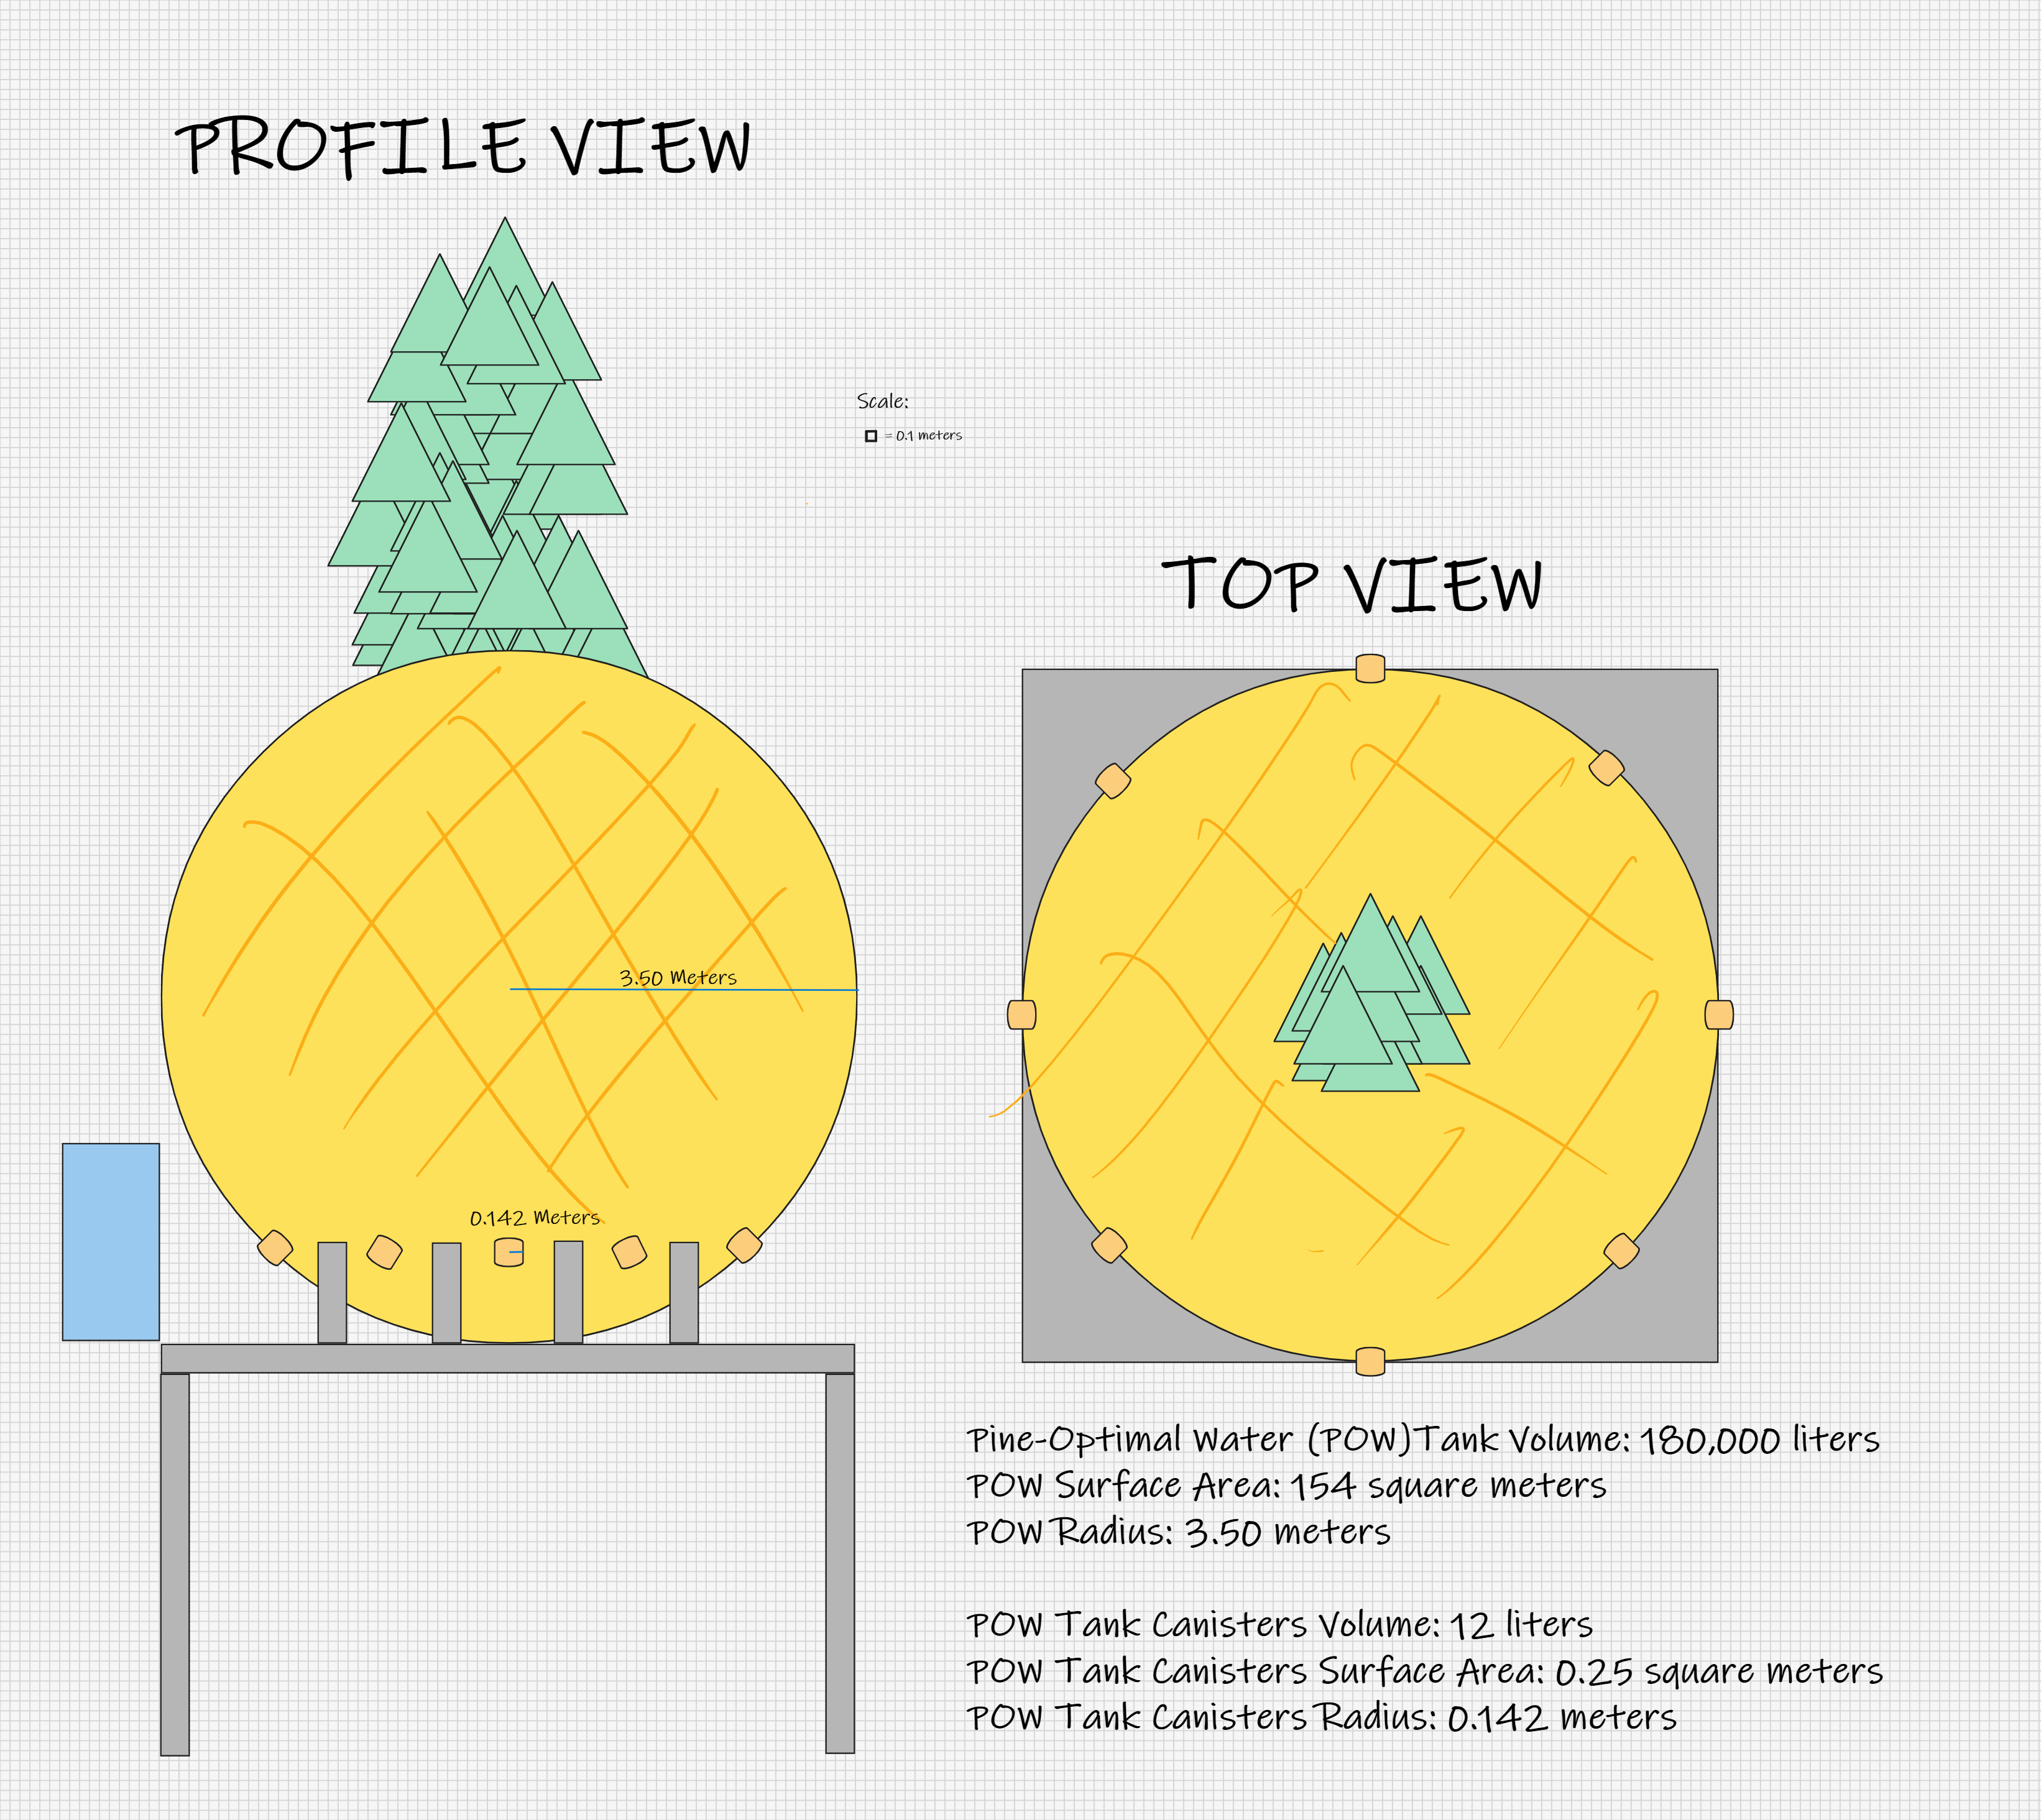 PROFILE VIEW
Scale:
= 0.1 meters
TOP VIEW
3.50 Meters
0.142 Meters
Pine-Optimal Water (POW)Tank Volume: 180,000 liters
POW Surface Area: 154 square meters
POW Radius: 3.50 meters
POW Tank Canisters Volume: 12 liters
POW Tank Canisters Surface Area: 0.25 square meters
POW Tank Canisters Radius: 0.142 meters